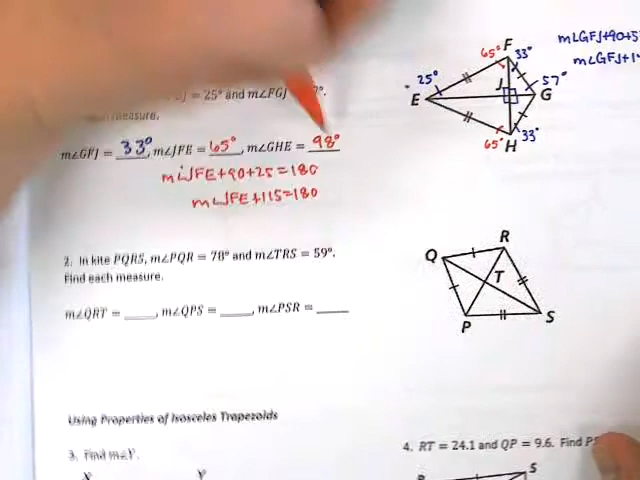 = 25° and m∠FGJ 7°.
measure.
m∠GFJ = 33°, m∠JFE = 65°, m∠GHE = 98°
m∠JFE+90+25=180
m∠JFE+115=180
65° F 33°
m∠GFJ+90+5
m∠GFJ+1
25° J 57°
E G
65° H 33°
2. In kite PQRS, m∠PQR = 78° and m∠TRS = 59°.
Find each measure.
m∠QRT = ____, m∠QPS = ____, m∠PSR = ____
R
Q
T
P S
Using Properties of Isosceles Trapezoids
3. Find m∠Y.
4. RT = 24.1 and QP = 9.6. Find P
X Y
S